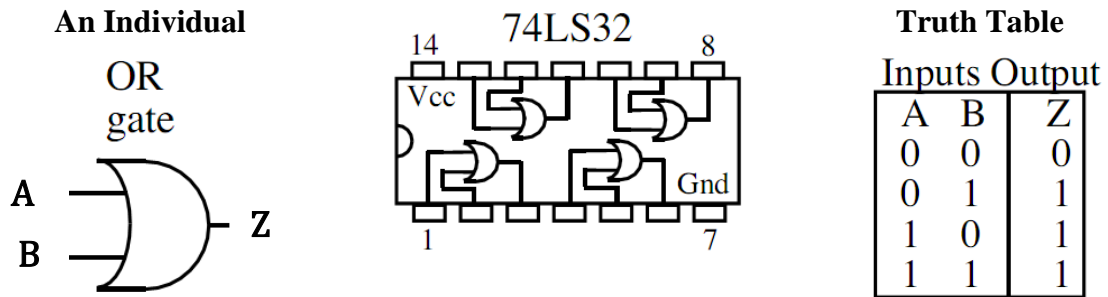 An Individual
OR
gate
A
B
Z
74LS32
14
8
Vcc
Gnd
1
7
Truth Table
Inputs Output
A B Z
0 0 0
0 1 1
1 0 1
1 1 1